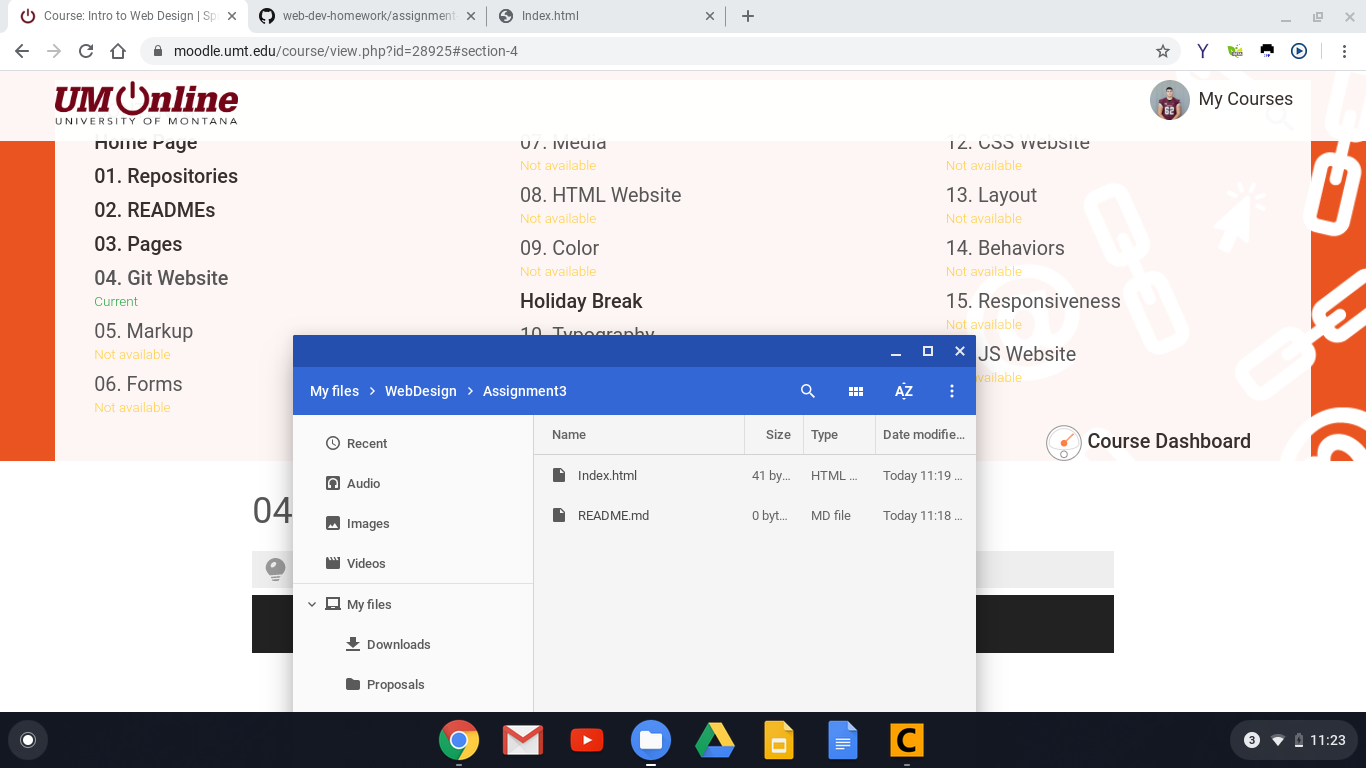 Course: Intro to Web Design | Sp
web-dev-homework/assignment-
Index.html
moodle.umt.edu/course/view.php?id=28925#section-4
UM Online
UNIVERSITY OF MONTANA
My Courses
Home Page
01. Repositories
02. READMEs
03. Pages
04. Git Website
Current
05. Markup
Not available
06. Forms
Not available
07. Media
Not available
08. HTML Website
Not available
09. Color
Not available
Holiday Break
10. Typography
12. CSS Website
Not available
13. Layout
Not available
14. Behaviors
Not available
15. Responsiveness
Not available
JS Website
available
Course Dashboard
04
My files > WebDesign > Assignment3
AZ
Recent
Audio
Images
Videos
My files
Downloads
Proposals
Name Size Type Date modifie...
Index.html 41 by... HTML ... Today 11:19 ...
README.md 0 byt... MD file Today 11:18 ...
C
3 11:23